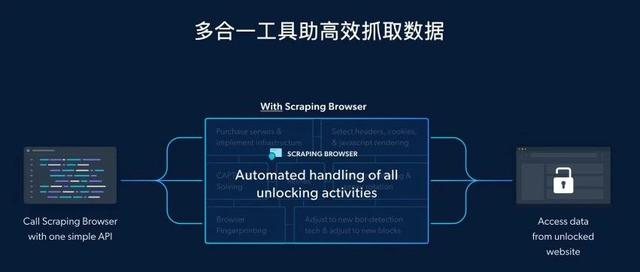 多合一工具助高效抓取数据
With Scraping Browser
Purchase servers &
implement infrastructure
Select headers, cookies,
& javascript rendering
SCRAPING BROWSER
Solving
Automated handling of all
unlocking activities
rotation
Browser
Fingerprinting
Adjust to new bot-detection
tech & adjust to new blocks
Call Scraping Browser
with one simple API
Access data
from unlocked
website